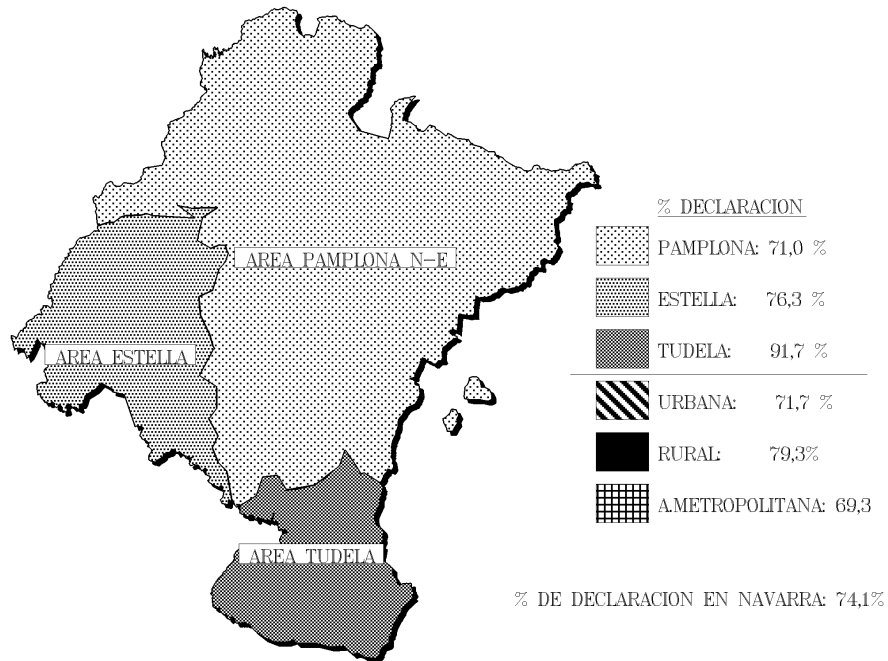 % DECLARACION
PAMPLONA: 71,0 %
AREA PAMPLONA N-E
ESTELLA: 76,3 %
AREA ESTELLA
TUDELA: 91,7 %
URBANA: 71,7 %
RURAL: 79,3%
A.METROPOLITANA: 69,3
AREA TUDELA
% DE DECLARACION EN NAVARRA: 74,1%